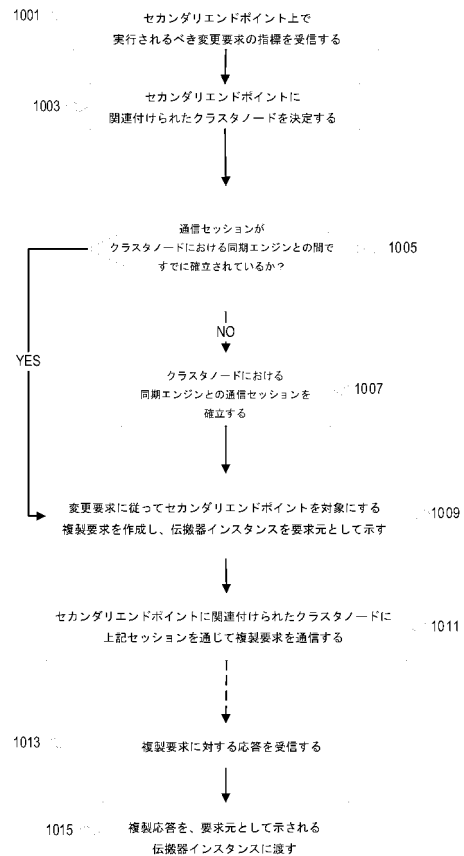 1001
セカンダリエンドポイント上で
実行されるべき変更要求の指標を受信する
1003
セカンダリエンドポイントに
関連付けられたクラスタノードを決定する
通信セッションが
クラスタノードにおける同期エンジンとの間で
すでに確立されているか？
1005
NO
YES
クラスタノードにおける
同期エンジンとの通信セッションを
確立する
1007
変更要求に従ってセカンダリエンドポイントを対象にする
複製要求を作成し、伝搬器インスタンスを要求元として示す
1009
セカンダリエンドポイントに関連付けられたクラスタノードに
上記セッションを通じて複製要求を通信する
1011
1013
複製要求に対する応答を受信する
1015
複製応答を、要求元として示される
伝搬器インスタンスに渡す